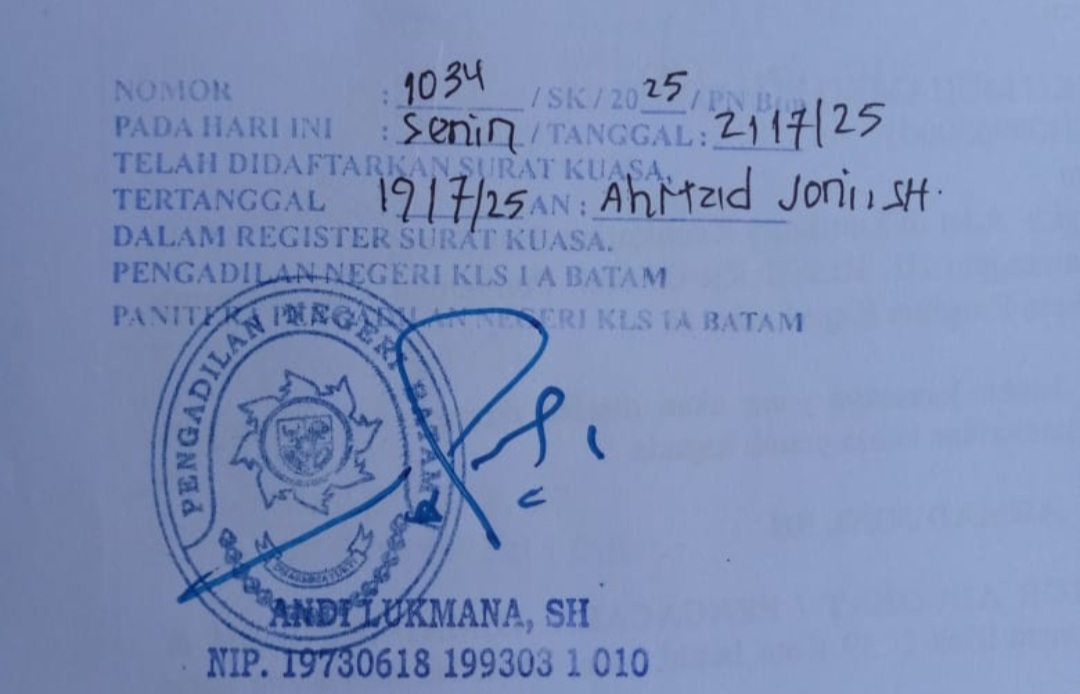 NOMOR : 1034 / SK / 2025 / PN Btm
PADA HARI INI : Senin / TANGGAL : 21/7/25
TELAH DIDAFTARKAN SURAT KUASA,
TERTANGGAL 19/7/25 AN : Ahmad Joni, SH.
DALAM REGISTER SURAT KUASA.
PENGADILAN NEGERI KLS I A BATAM
PANITERA PENGADILAN NEGERI KLS IA BATAM
PENGADILAN NEGERI BATAM
ANDI LUKMANA, SH
NIP. 19730618 199303 1 010